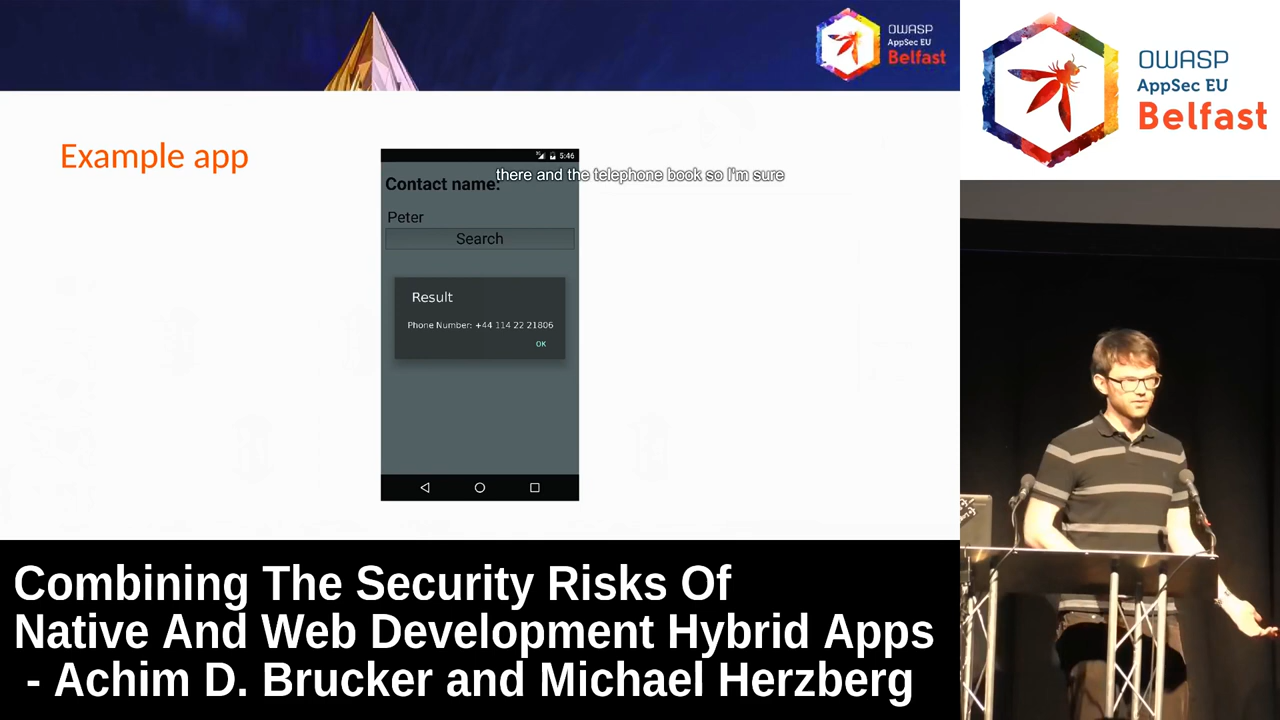 OWASP
AppSec EU
Belfast
OWASP
AppSec EU
Belfast
Example app
5:46
there and the telephone book so I'm sure
Contact name:
Peter
Search
Result
Phone Number: +44 114 22 21806
OK
Combining The Security Risks Of
Native And Web Development Hybrid Apps
- Achim D. Brucker and Michael Herzberg